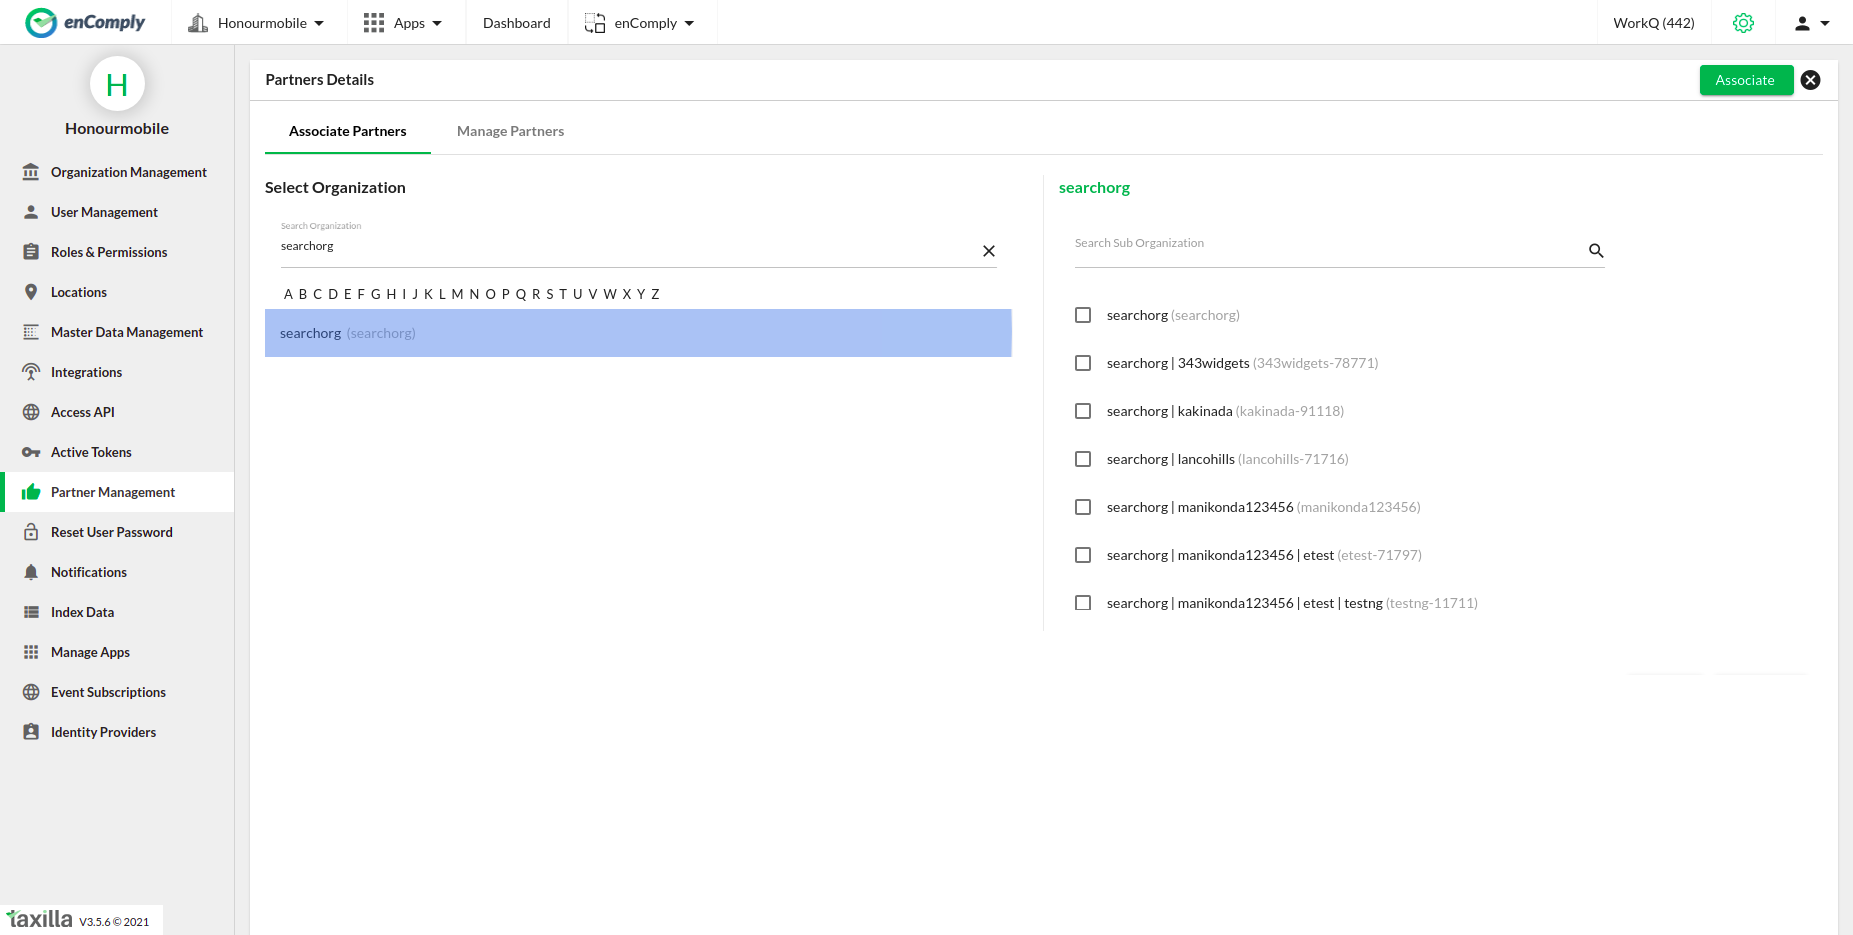 enComply
Honourmobile
Apps
Dashboard
enComply
WorkQ (442)
H
Honourmobile
Organization Management
User Management
Roles & Permissions
Locations
Master Data Management
Integrations
Access API
Active Tokens
Partner Management
Reset User Password
Notifications
Index Data
Manage Apps
Event Subscriptions
Identity Providers
taxilla V3.5.6 © 2021
Partners Details
Associate
Associate Partners
Manage Partners
Select Organization
Search Organization
searchorg
A B C D E F G H I J K L M N O P Q R S T U V W X Y Z
searchorg (searchorg)
searchorg
Search Sub Organization
searchorg (searchorg)
searchorg | 343widgets (343widgets-78771)
searchorg | kakinada (kakinada-91118)
searchorg | lancohills (lancohills-71716)
searchorg | manikonda123456 (manikonda123456)
searchorg | manikonda123456 | etest (etest-71797)
searchorg | manikonda123456 | etest | testng (testng-11711)